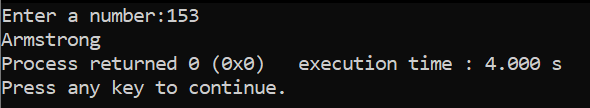 Enter a number:153
Armstrong
Process returned 0 (0x0)   execution time : 4.000 s
Press any key to continue.